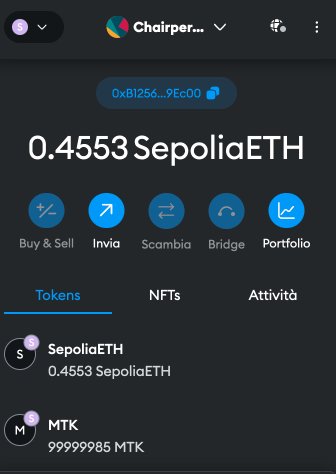 S
Chairper...
0xB1256...9Ec00
0.4553 SepoliaETH
Buy & Sell
Invia
Scambia
Bridge
Portfolio
Tokens
NFTs
Attività
S
S
SepoliaETH
0.4553 SepoliaETH
S
M
MTK
99999985 MTK